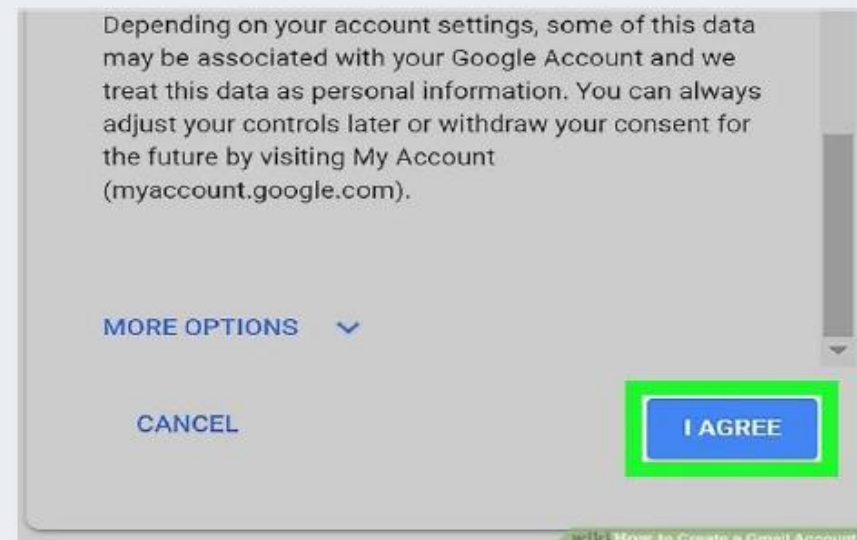 Depending on your account settings, some of this data
may be associated with your Google Account and we
treat this data as personal information. You can always
adjust your controls later or withdraw your consent for
the future by visiting My Account
(myaccount.google.com).
MORE OPTIONS
CANCEL
I AGREE
wiki How to Create a Gmail Account